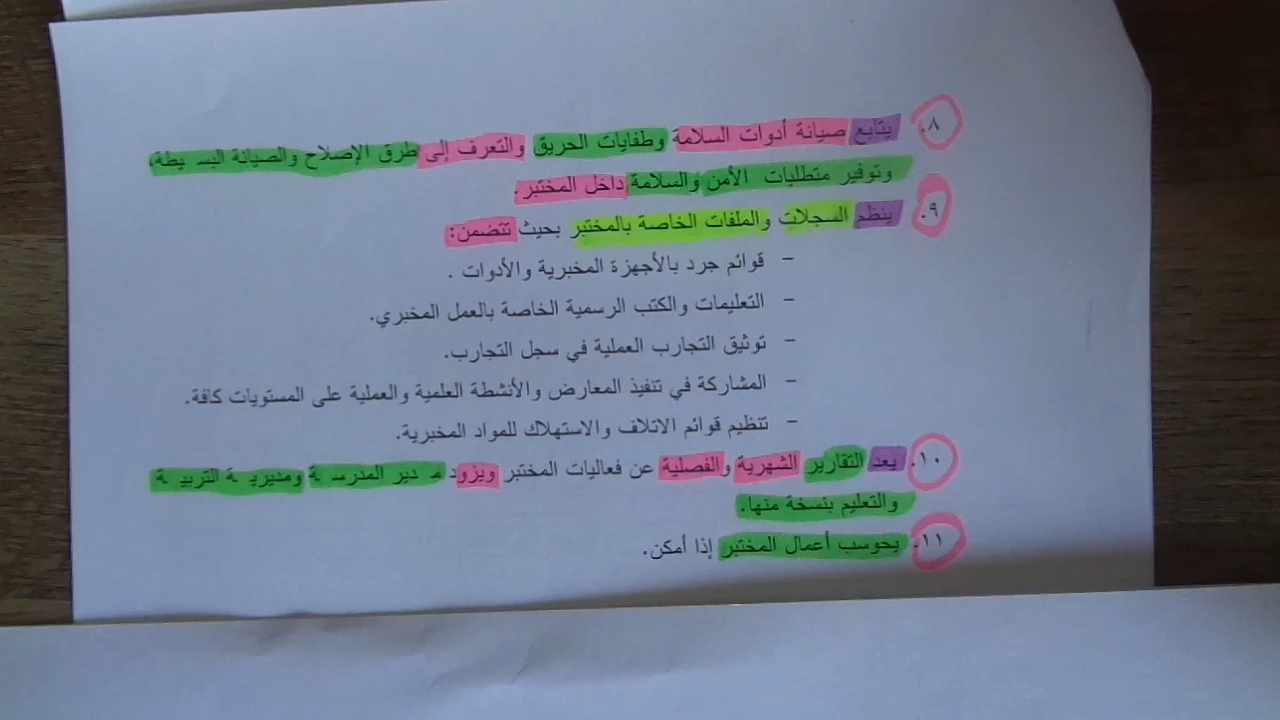 ٨. يتابع صيانة أدوات السلامة وطفايات الحريق والتعرف إلى طرق الإصلاح والصيانة البسيطة،
وتوفير متطلبات الأمن والسلامة داخل المختبر.
٩. ينظم السجلات والملفات الخاصة بالمختبر بحيث تتضمن:
- قوائم جرد بالأجهزة المخبرية والأدوات .
- التعليمات والكتب الرسمية الخاصة بالعمل المخبري.
- توثيق التجارب العملية في سجل التجارب.
- المشاركة في تنفيذ المعارض والأنشطة العلمية والعملية على المستويات كافة.
- تنظيم قوائم الاتلاف والاستهلاك للمواد المخبرية.
١٠. يعد التقارير الشهرية والفصلية عن فعاليات المختبر ويزود مدير المدرسة ومديرية التربية
والتعليم بنسخة منها.
١١. يحوسب أعمال المختبر إذا أمكن.